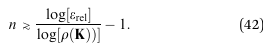 n ≳ log[ε_rel] / log[ρ(𝐊))] − 1. (42)